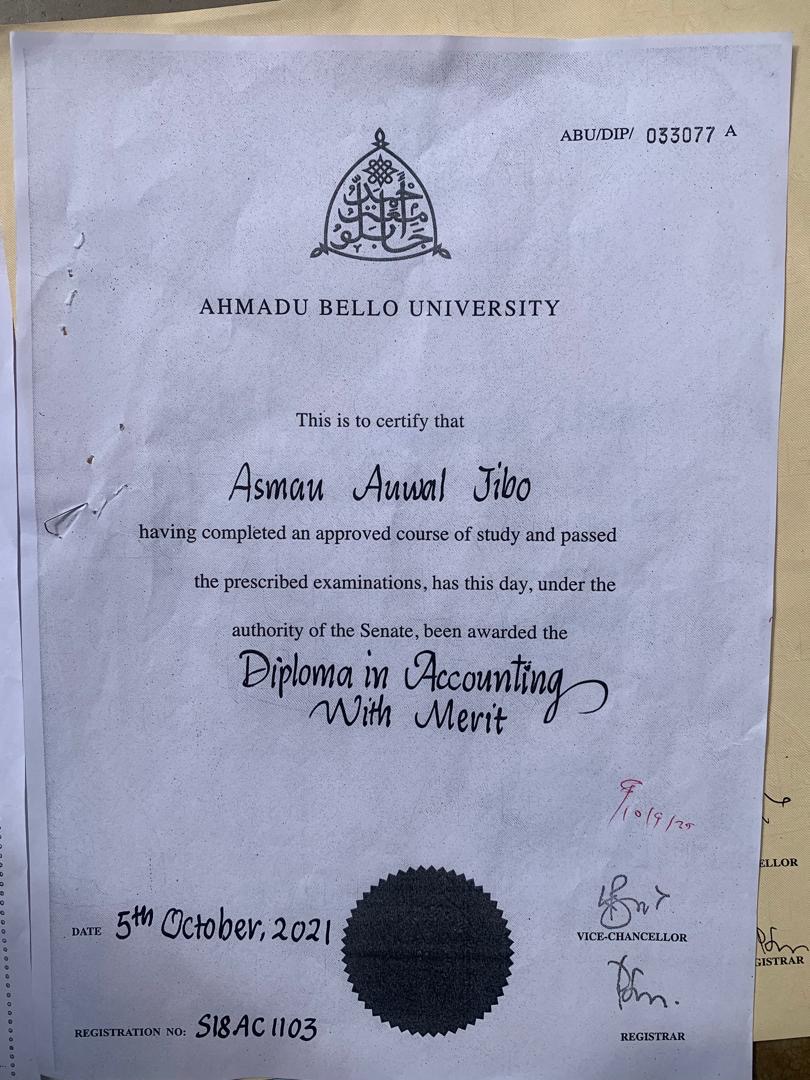 ABU/DIP/ 033077 A
AHMADU BELLO UNIVERSITY
This is to certify that
Asmau Auwal Jibo
having completed an approved course of study and passed
the prescribed examinations, has this day, under the
authority of the Senate, been awarded the
Diploma in Accounting
With Merit
10/9/25
ELLOR
DATE 5th October, 2021
VICE-CHANCELLOR
GISTRAR
REGISTRATION NO: S18AC1103
REGISTRAR